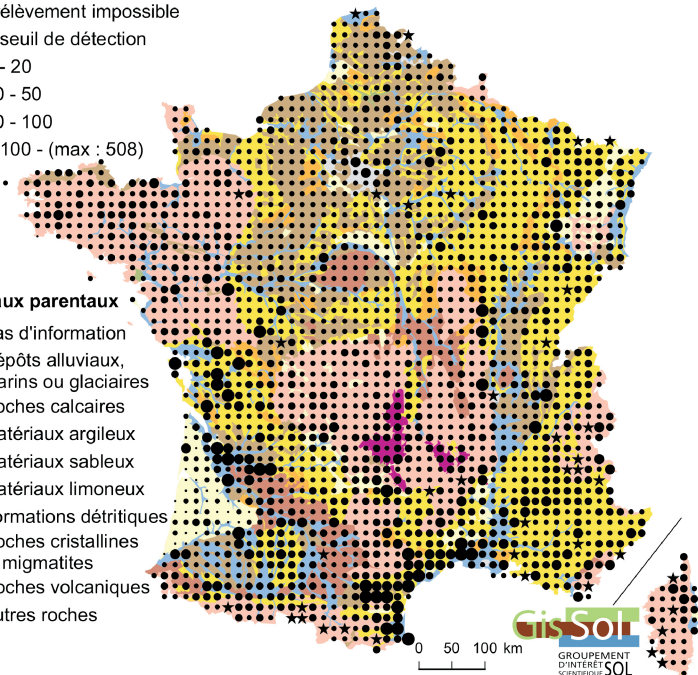 élèvement impossible
seuil de détection
- 20
0 - 50
0 - 100
100 - (max : 508)
aux parentaux
as d'information
épôts alluviaux,
arins ou glaciaires
oches calcaires
atériaux argileux
atériaux sableux
atériaux limoneux
ormations détritiques
oches cristallines
migmatites
oches volcaniques
utres roches
0 50 100 km
GisSol
GROUPEMENT
D'INTÉRÊT
SCIENTIFIQUE SOL